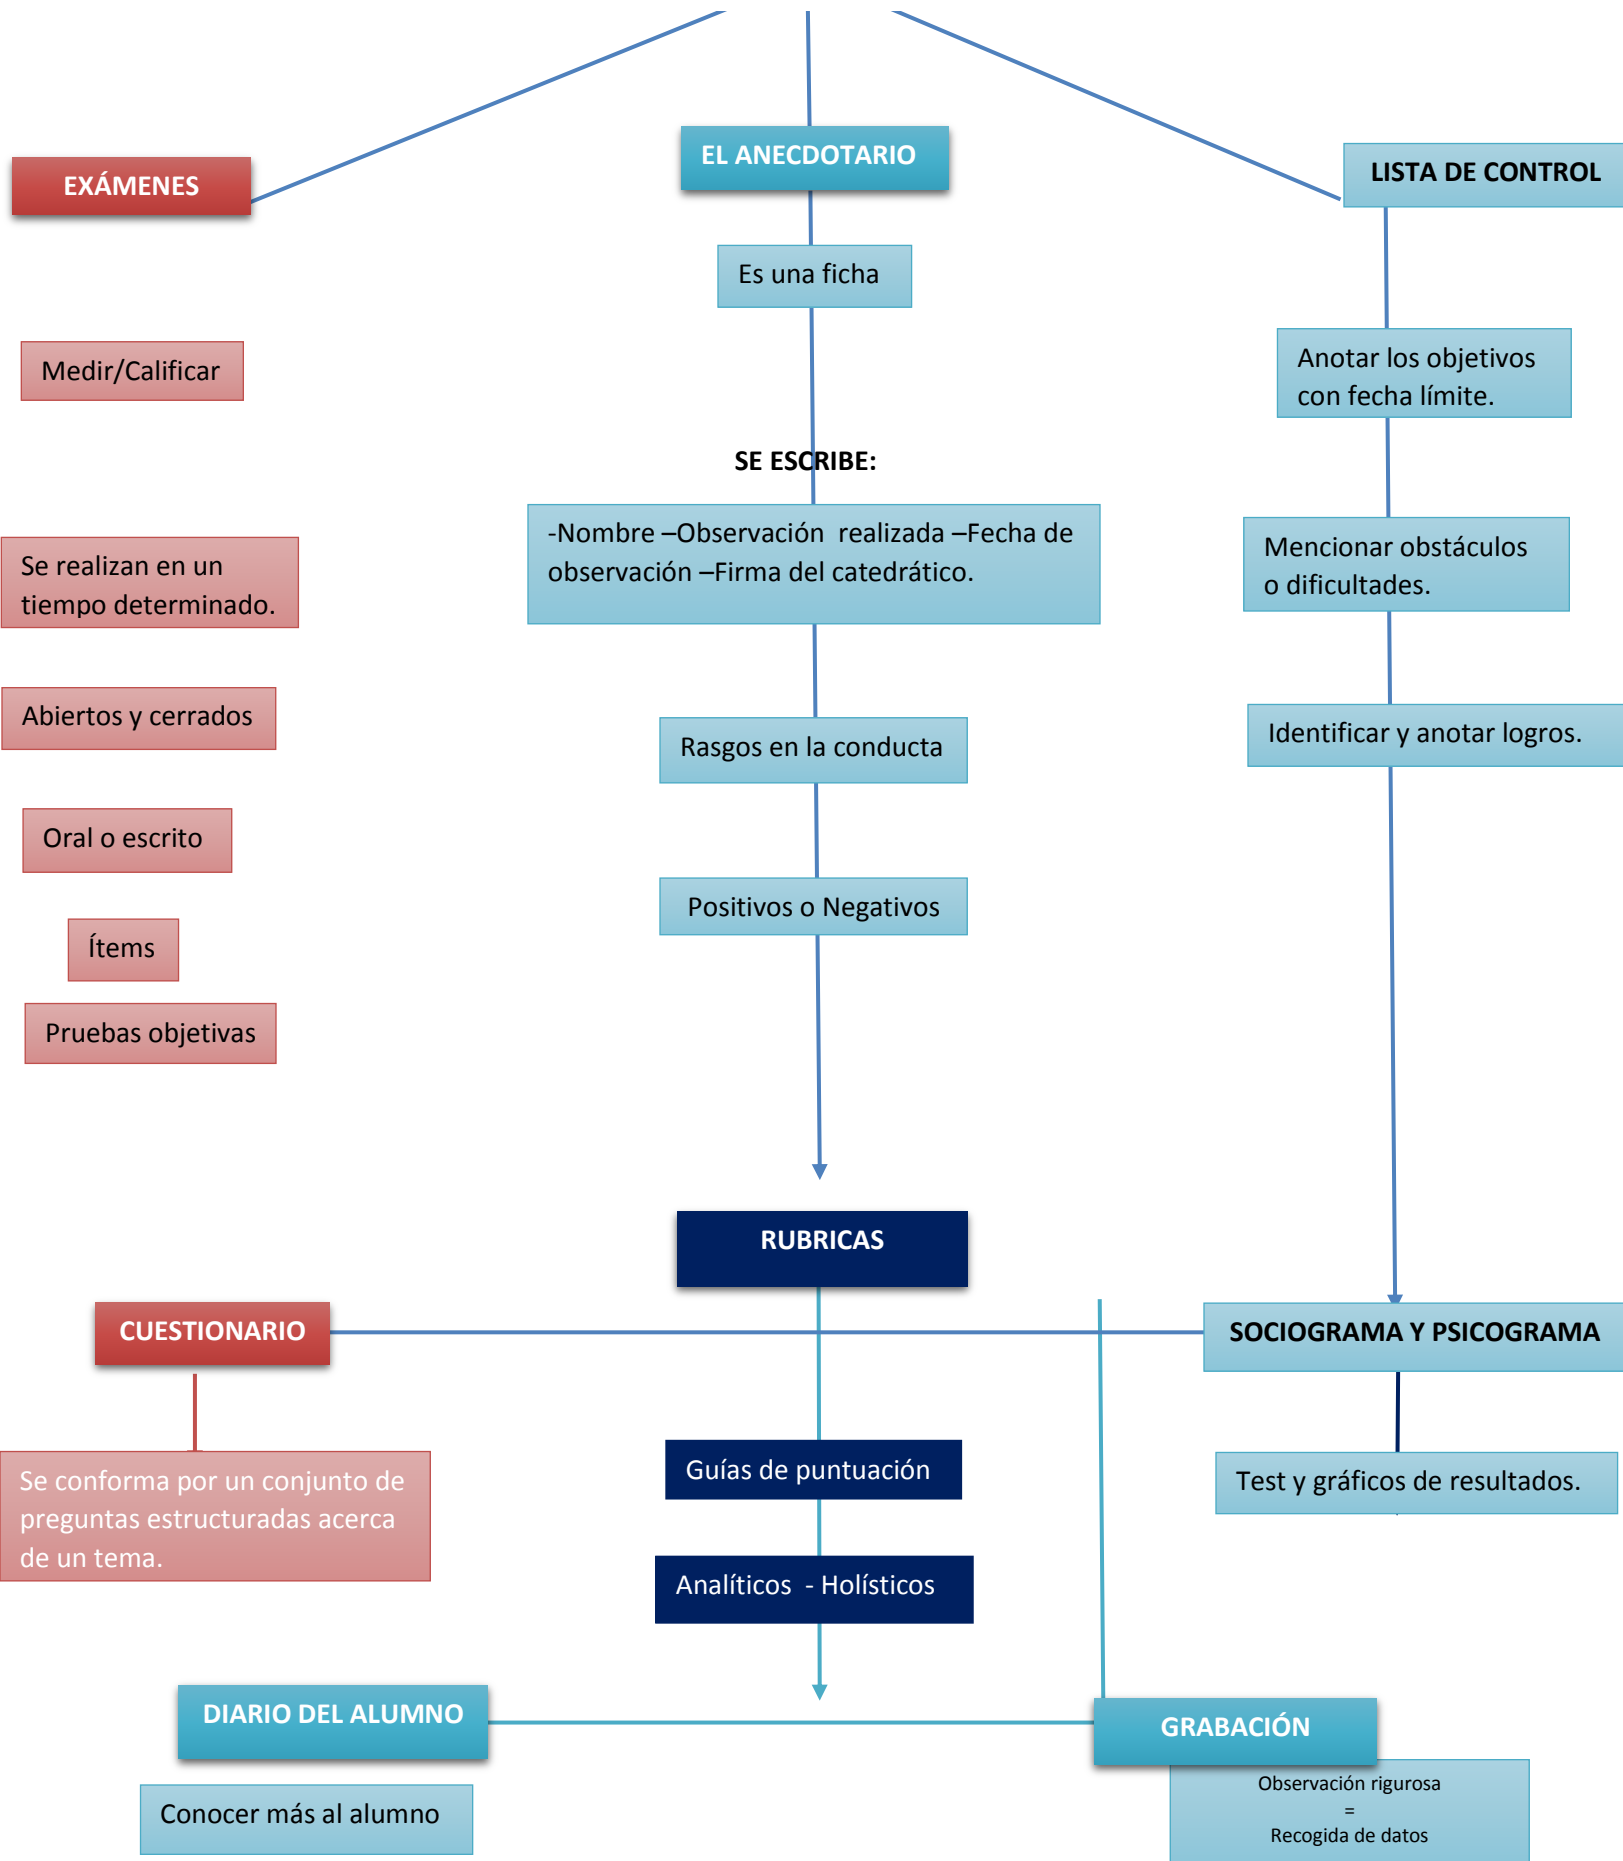 EXÁMENES
EL ANECDOTARIO
LISTA DE CONTROL
Es una ficha
Medir/Calificar
Anotar los objetivos
con fecha límite.
SE ESCRIBE:
-Nombre –Observación  realizada –Fecha de
observación –Firma del catedrático.
Se realizan en un
tiempo determinado.
Mencionar obstáculos
o dificultades.
Abiertos y cerrados
Rasgos en la conducta
Identificar y anotar logros.
Oral o escrito
Positivos o Negativos
Ítems
Pruebas objetivas
RUBRICAS
CUESTIONARIO
SOCIOGRAMA Y PSICOGRAMA
Se conforma por un conjunto de
preguntas estructuradas acerca
de un tema.
Guías de puntuación
Test y gráficos de resultados.
Analíticos  - Holísticos
DIARIO DEL ALUMNO
GRABACIÓN
Conocer más al alumno
Observación rigurosa
=
Recogida de datos